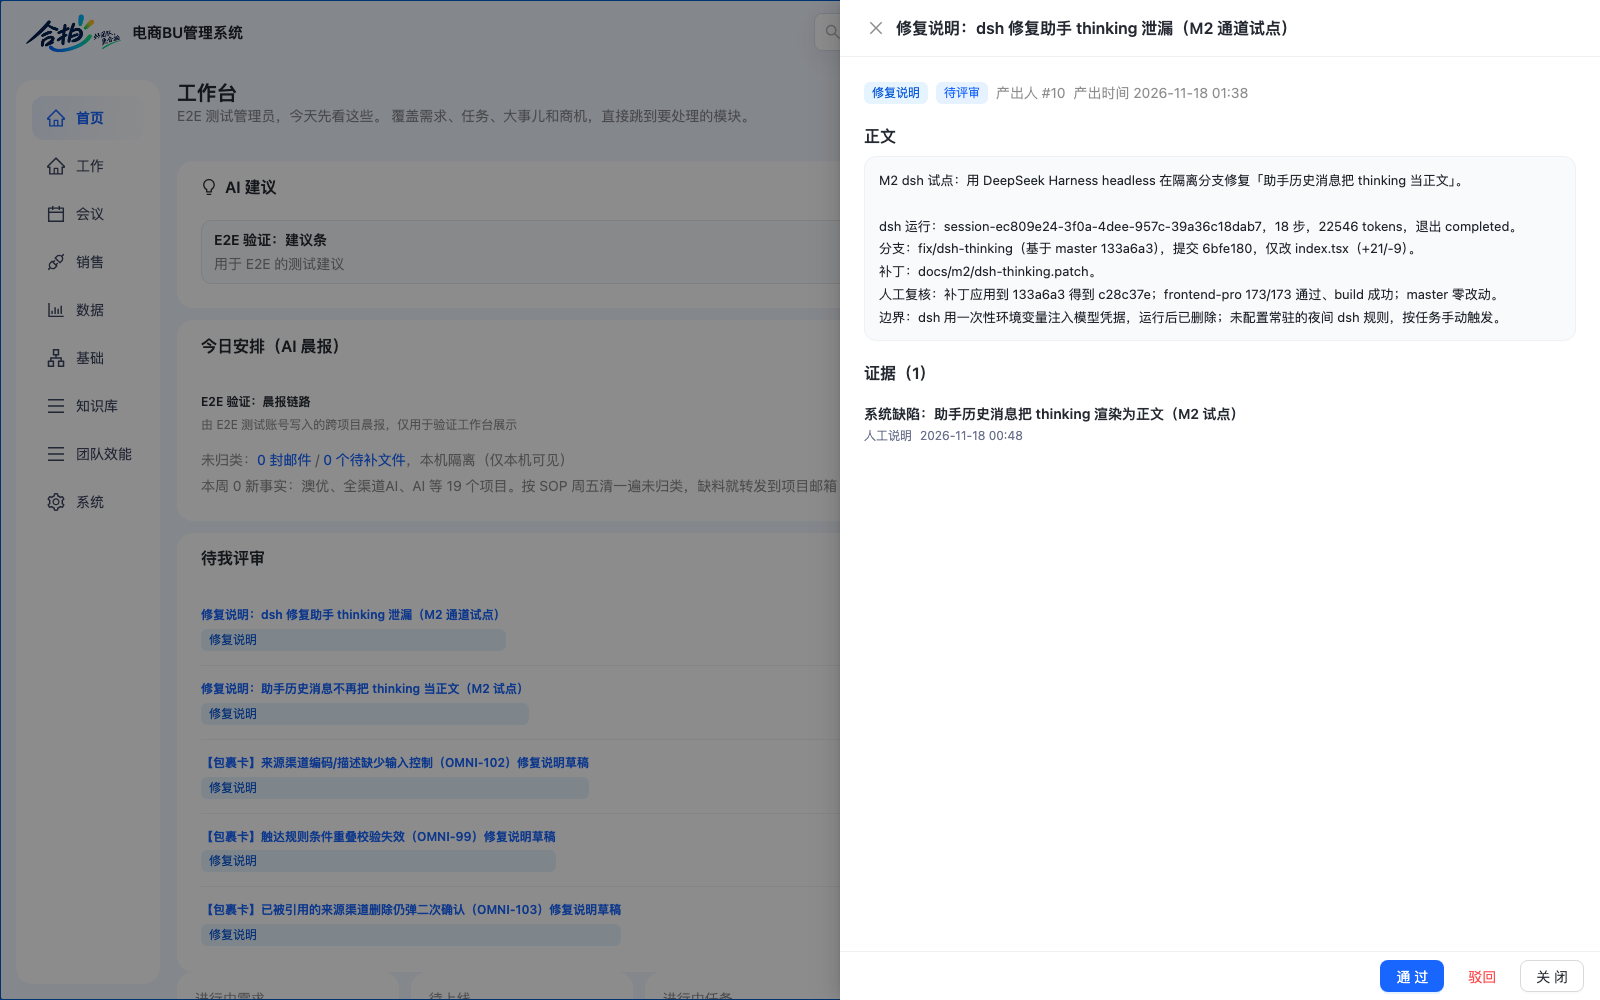 合拍
电商BU管理系统
首页
工作
会议
销售
数据
基础
知识库
团队效能
系统
工作台
E2E 测试管理员，今天先看这些。 覆盖需求、任务、大事儿和商机，直接跳到要处理的模块。
AI 建议
E2E 验证：建议条
用于 E2E 的测试建议
今日安排（AI 晨报）
E2E 验证：晨报链路
由 E2E 测试账号写入的跨项目晨报，仅用于验证工作台展示
未归类：0 封邮件 / 0 个待补文件，本机隔离（仅本机可见）
本周 0 新事实：澳优、全渠道AI、AI 等 19 个项目。按 SOP 周五清一遍未归类，缺料就转发到项目邮箱
待我评审
修复说明：dsh 修复助手 thinking 泄漏（M2 通道试点）
修复说明
修复说明：助手历史消息不再把 thinking 当正文（M2 试点）
修复说明
【包裹卡】来源渠道编码/描述缺少输入控制（OMNI-102）修复说明草稿
修复说明
【包裹卡】触达规则条件重叠校验失效（OMNI-99）修复说明草稿
修复说明
【包裹卡】已被引用的来源渠道删除仍弹二次确认（OMNI-103）修复说明草稿
修复说明
进行中需求
待上线
进行中任务
修复说明：dsh 修复助手 thinking 泄漏（M2 通道试点）
修复说明 待评审 产出人 #10 产出时间 2026-11-18 01:38
正文
M2 dsh 试点：用 DeepSeek Harness headless 在隔离分支修复「助手历史消息把 thinking 当正文」。
dsh 运行：session-ec809e24-3f0a-4dee-957c-39a36c18dab7，18 步，22546 tokens，退出 completed。
分支：fix/dsh-thinking（基于 master 133a6a3），提交 6bfe180，仅改 index.tsx（+21/-9）。
补丁：docs/m2/dsh-thinking.patch。
人工复核：补丁应用到 133a6a3 得到 c28c37e；frontend-pro 173/173 通过、build 成功；master 零改动。
边界：dsh 用一次性环境变量注入模型凭据，运行后已删除；未配置常驻的夜间 dsh 规则，按任务手动触发。
证据（1）
系统缺陷：助手历史消息把 thinking 渲染为正文（M2 试点）
人工说明 2026-11-18 00:48
通 过
驳回
关 闭